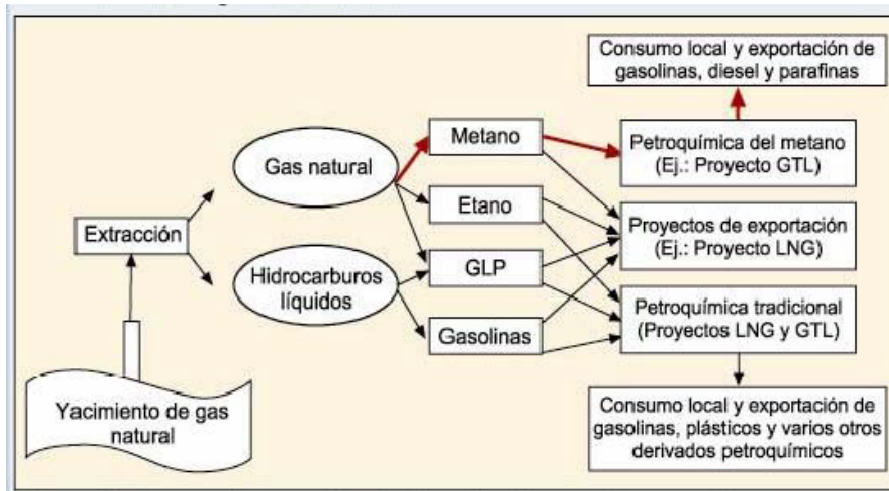 Consumo local y exportación de
gasolinas, diesel y parafinas
Metano
Petroquímica del metano
(Ej.: Proyecto GTL)
Gas natural
Etano
Extracción
Proyectos de exportación
(Ej.: Proyecto LNG)
GLP
Hidrocarburos
líquidos
Petroquímica tradicional
(Proyectos LNG y GTL)
Gasolinas
Yacimiento de gas
natural
Consumo local y exportación de
gasolinas, plásticos y varios otros
derivados petroquímicos